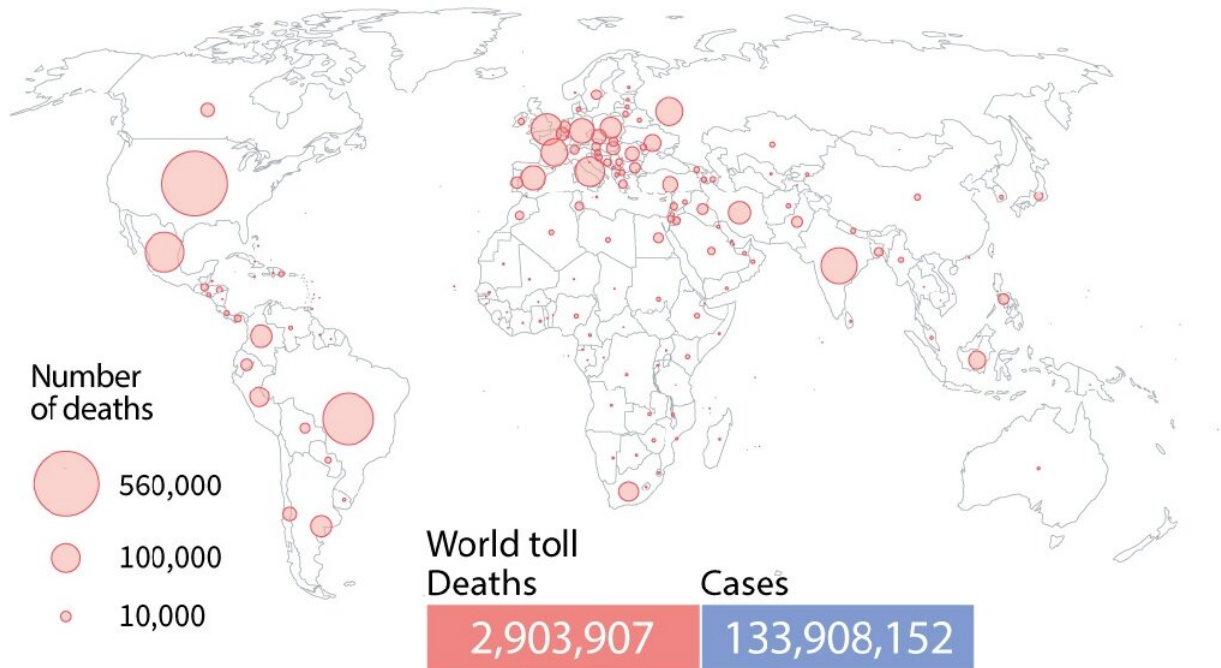 Number
of deaths
560,000
100,000
10,000
World toll
Deaths
Cases
2,903,907
133,908,152